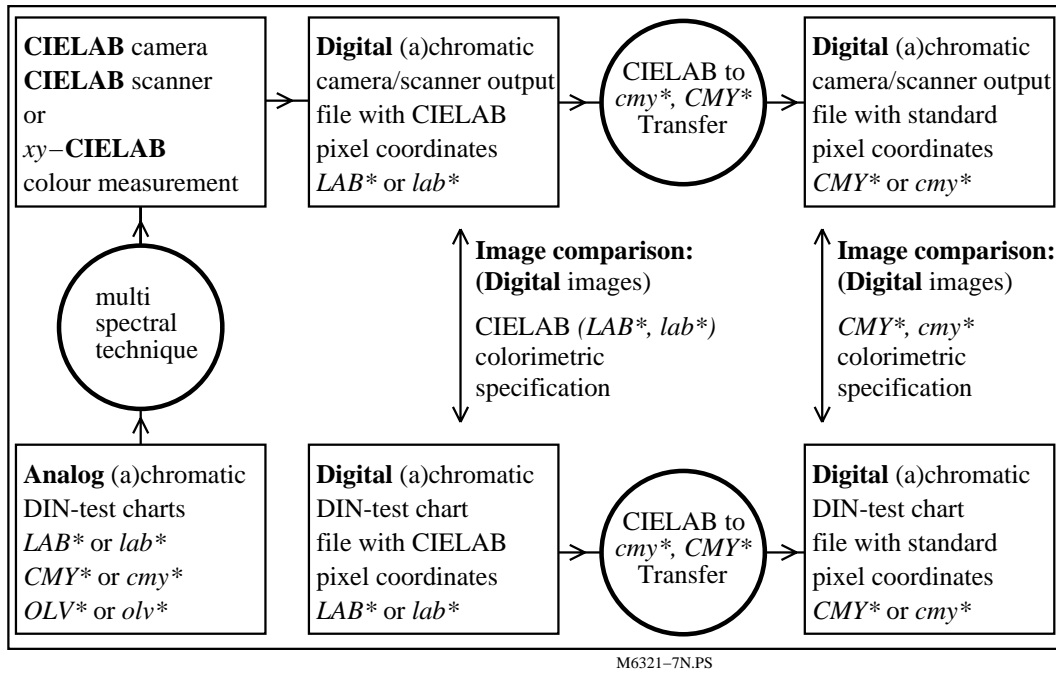 CIELAB camera
CIELAB scanner
or
xy–CIELAB
colour measurement
Digital (a)chromatic
camera/scanner output
file with CIELAB
pixel coordinates
LAB* or lab*
CIELAB to
cmy*, CMY*
Transfer
Digital (a)chromatic
camera/scanner output
file with standard
pixel coordinates
CMY* or cmy*
multi
spectral
technique
Image comparison:
(Digital images)
CIELAB (LAB*, lab*)
colorimetric
specification
Image comparison:
(Digital images)
CMY*, cmy*
colorimetric
specification
Analog (a)chromatic
DIN-test charts
LAB* or lab*
CMY* or cmy*
OLV* or olv*
Digital (a)chromatic
DIN-test chart
file with CIELAB
pixel coordinates
LAB* or lab*
CIELAB to
cmy*, CMY*
Transfer
Digital (a)chromatic
DIN-test chart
file with standard
pixel coordinates
CMY* or cmy*
M6321–7N.PS